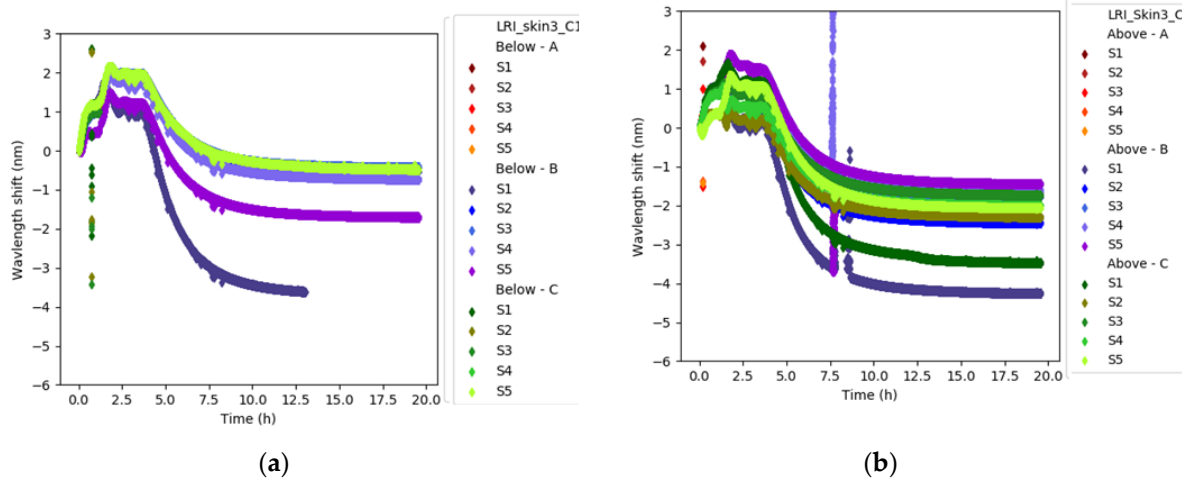 LRI_skin3_C1
Below - A
S1
S2
S3
S4
S5
Below - B
S1
S2
S3
S4
S5
Below - C
S1
S2
S3
S4
S5
3
2
1
0
−1
−2
−3
−4
−5
−6
Wavlength shift (nm)
0.0 2.5 5.0 7.5 10.0 12.5 15.0 17.5 20.0
Time (h)
(a)
LRI_Skin3_C
Above - A
S1
S2
S3
S4
S5
Above - B
S1
S2
S3
S4
S5
Above - C
S1
S2
S3
S4
S5
3
2
1
0
−1
−2
−3
−4
−5
−6
Wavlength shift (nm)
0.0 2.5 5.0 7.5 10.0 12.5 15.0 17.5 20.0
Time (h)
(b)